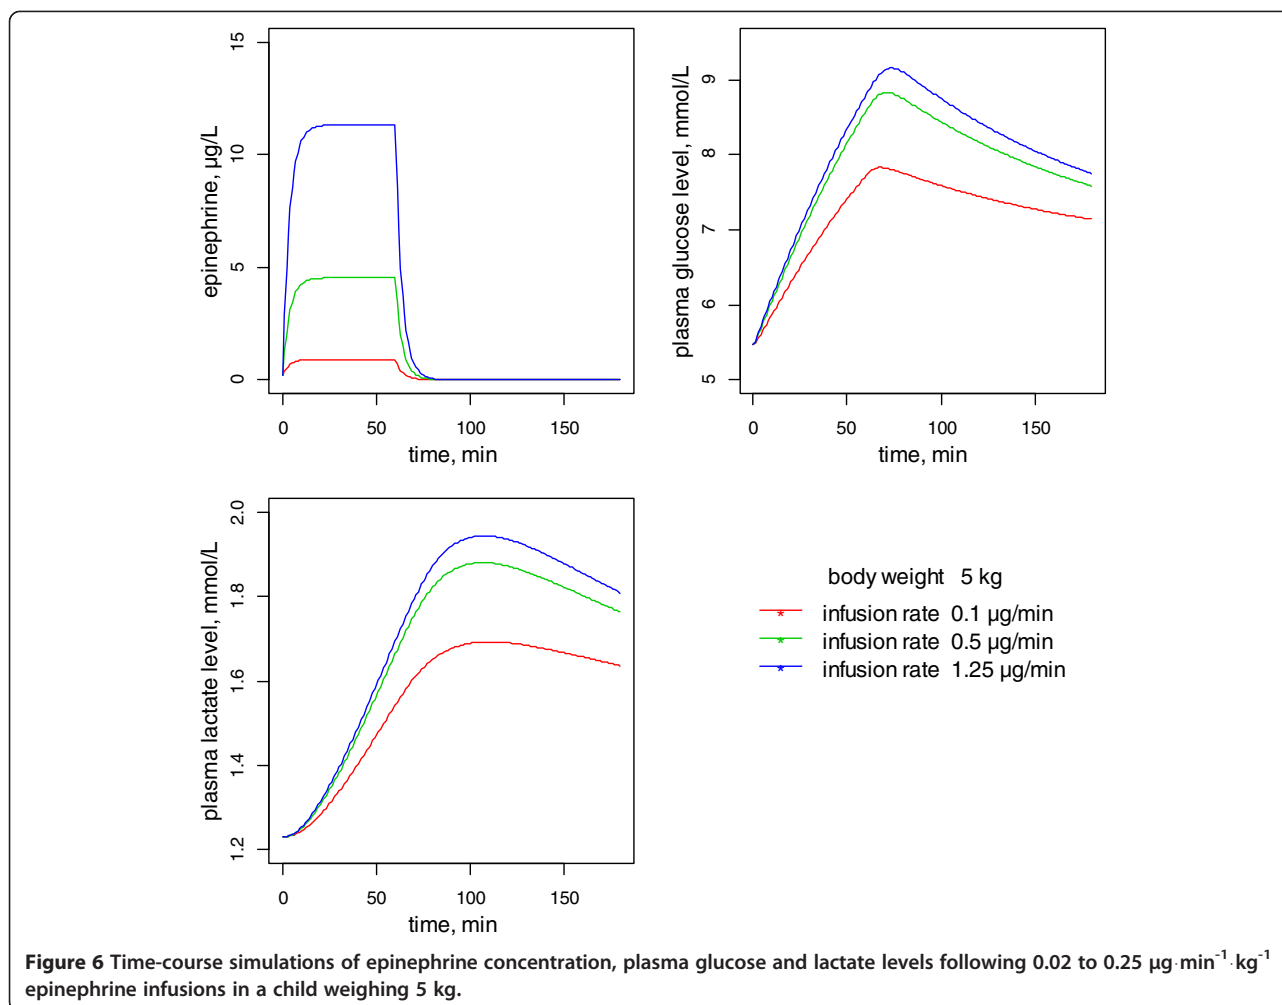 15
10
5
0
epinephrine, µg/L
0 50 100 150
time, min
9
8
7
6
5
plasma glucose level, mmol/L
0 50 100 150
time, min
2.0
1.8
1.6
1.4
1.2
plasma lactate level, mmol/L
0 50 100 150
time, min
body weight 5 kg
infusion rate 0.1 µg/min
infusion rate 0.5 µg/min
infusion rate 1.25 µg/min
Figure 6 Time-course simulations of epinephrine concentration, plasma glucose and lactate levels following 0.02 to 0.25 µg·min⁻¹·kg⁻¹
epinephrine infusions in a child weighing 5 kg.